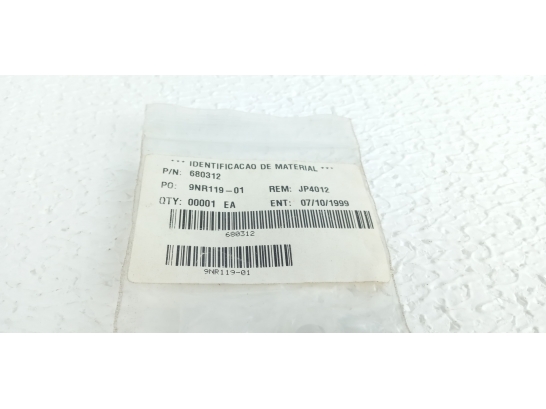 *** IDENTIFICACAO DE MATERIAL ***
P/N: 680312
PO: 9NR119-01 REM: JP4012
QTY: 00001 EA ENT: 07/10/1999
680312
9NR119-01